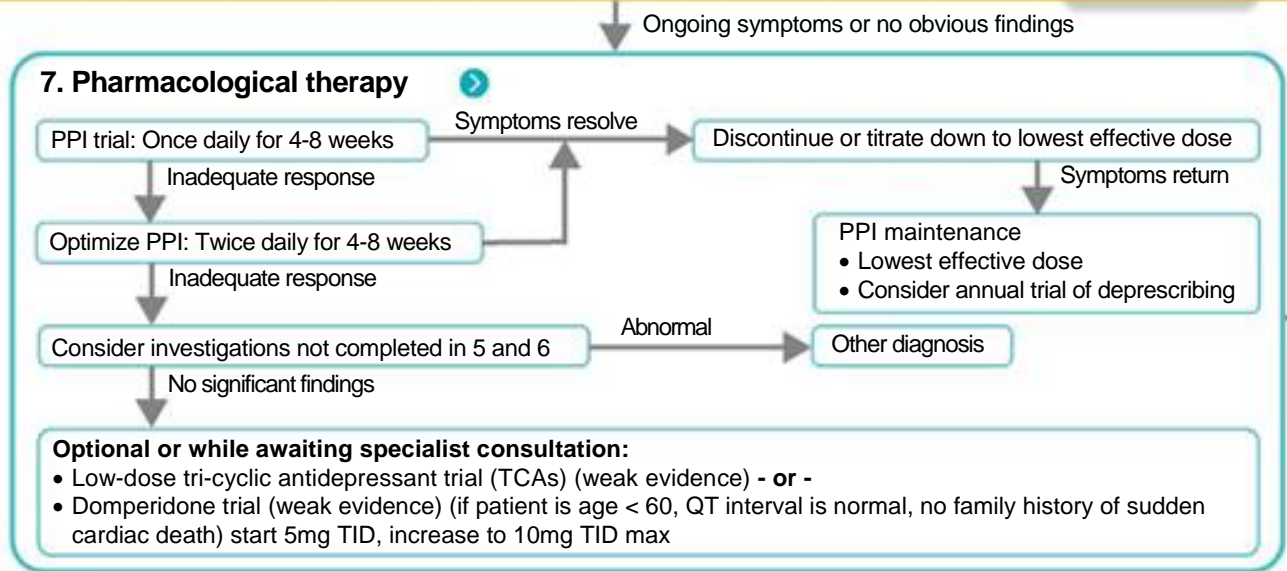 Ongoing symptoms or no obvious findings
7. Pharmacological therapy
PPI trial: Once daily for 4-8 weeks
Symptoms resolve
Discontinue or titrate down to lowest effective dose
Inadequate response
Symptoms return
Optimize PPI: Twice daily for 4-8 weeks
PPI maintenance
• Lowest effective dose
• Consider annual trial of deprescribing
Inadequate response
Consider investigations not completed in 5 and 6
Abnormal
Other diagnosis
No significant findings
Optional or while awaiting specialist consultation:
• Low-dose tri-cyclic antidepressant trial (TCAs) (weak evidence) - or -
• Domperidone trial (weak evidence) (if patient is age < 60, QT interval is normal, no family history of sudden
cardiac death) start 5mg TID, increase to 10mg TID max